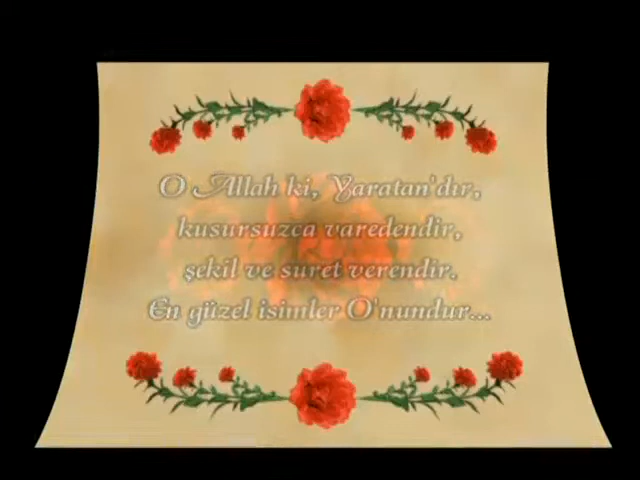 O Allah ki, Yaratan'dır,
kusursuzca varedendir,
şekil ve suret verendir.
En güzel isimler O'nundur...